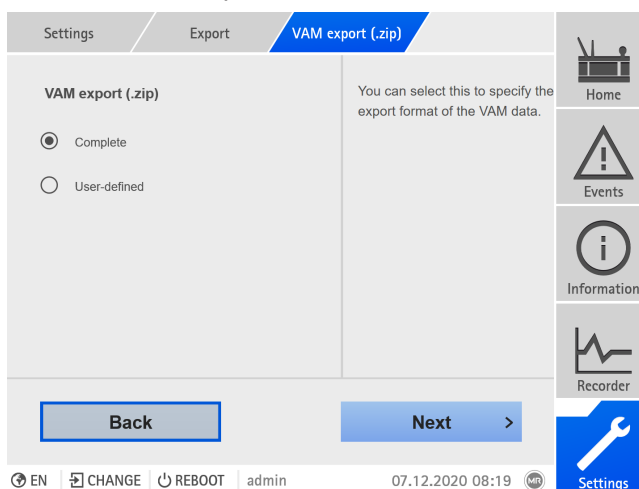 Settings
Export
VAM export (.zip)
VAM export (.zip)
Complete
User-defined
You can select this to specify the
export format of the VAM data.
Back
Next >
Home
Events
Information
Recorder
Settings
EN
CHANGE
REBOOT
admin
07.12.2020 08:19
MR